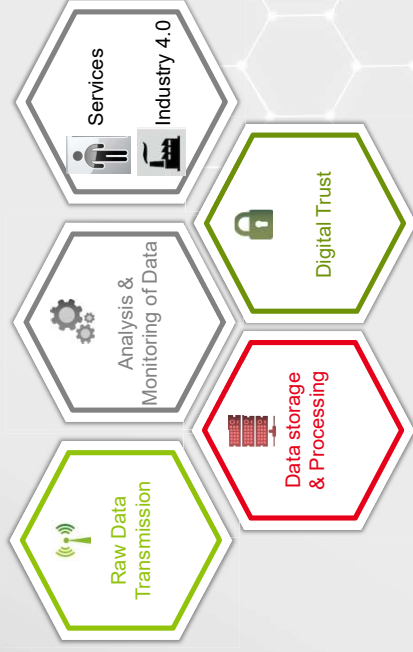 Raw Data
Transmission
Data storage
& Processing
Analysis &
Monitoring of Data
Digital Trust
Services
Industry 4.0